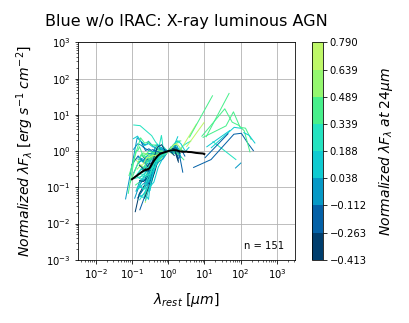 Blue w/o IRAC: X-ray luminous AGN
Normalized λF_λ [erg s⁻¹ cm⁻²]
10³
10²
10¹
10⁰
10⁻¹
10⁻²
10⁻³
10⁻² 10⁻¹ 10⁰ 10¹ 10² 10³
λ_rest [μm]
n = 151
0.790
0.639
0.489
0.339
0.188
0.038
−0.112
−0.263
−0.413
Normalized λF_λ at 24μm